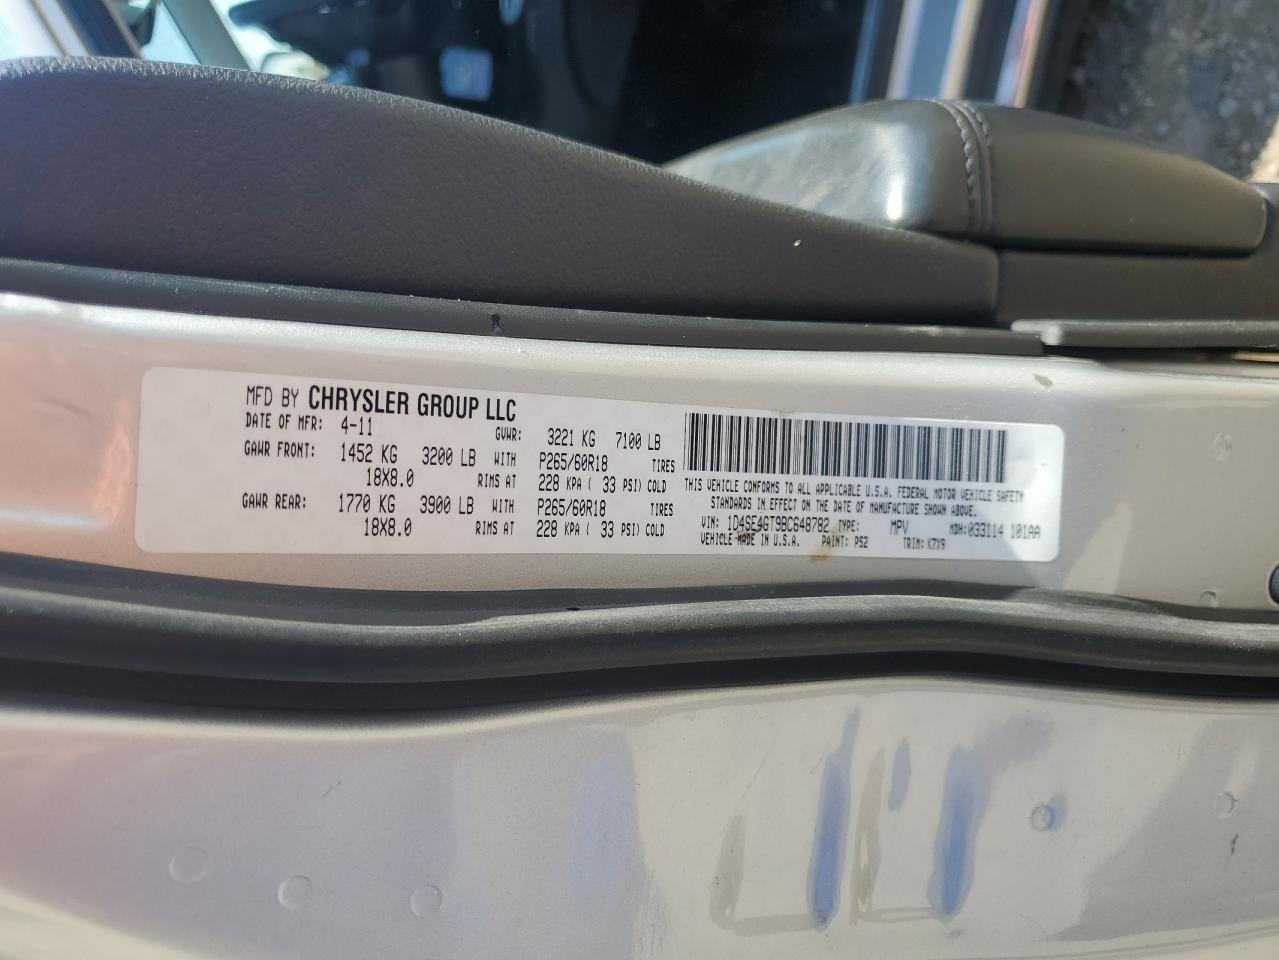 MFD BY CHRYSLER GROUP LLC
DATE OF MFR: 4-11 GVWR: 3221 KG 7100 LB
GAWR FRONT: 1452 KG 3200 LB WITH P265/60R18 TIRES
18X8.0 RIMS AT 228 KPA ( 33 PSI) COLD
GAWR REAR: 1770 KG 3900 LB WITH P265/60R18 TIRES
18X8.0 RIMS AT 228 KPA ( 33 PSI) COLD
THIS VEHICLE CONFORMS TO ALL APPLICABLE U.S.A. FEDERAL MOTOR VEHICLE SAFETY
STANDARDS IN EFFECT ON THE DATE OF MANUFACTURE SHOWN ABOVE.
VIN: 1D4SE4GT9BC648782 TYPE: MPV MDH:033114 101AA
VEHICLE MADE IN U.S.A. PAINT: PS2 TRIM: K7X9